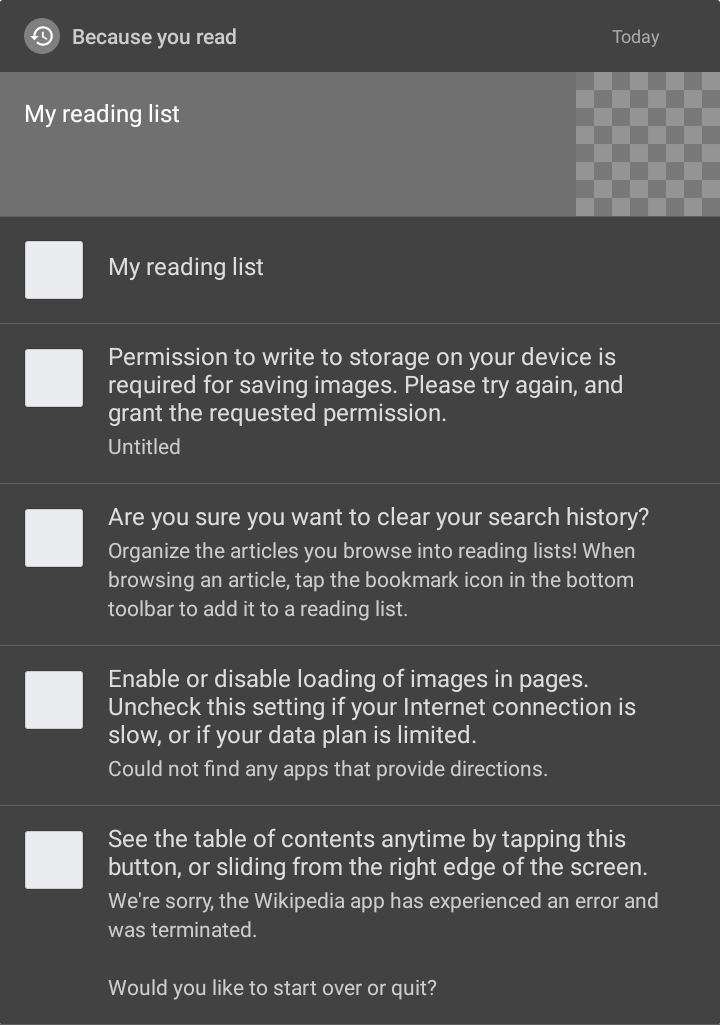 Because you read
Today
My reading list
My reading list
Permission to write to storage on your device is
required for saving images. Please try again, and
grant the requested permission.
Untitled
Are you sure you want to clear your search history?
Organize the articles you browse into reading lists! When
browsing an article, tap the bookmark icon in the bottom
toolbar to add it to a reading list.
Enable or disable loading of images in pages.
Uncheck this setting if your Internet connection is
slow, or if your data plan is limited.
Could not find any apps that provide directions.
See the table of contents anytime by tapping this
button, or sliding from the right edge of the screen.
We're sorry, the Wikipedia app has experienced an error and
was terminated.
Would you like to start over or quit?